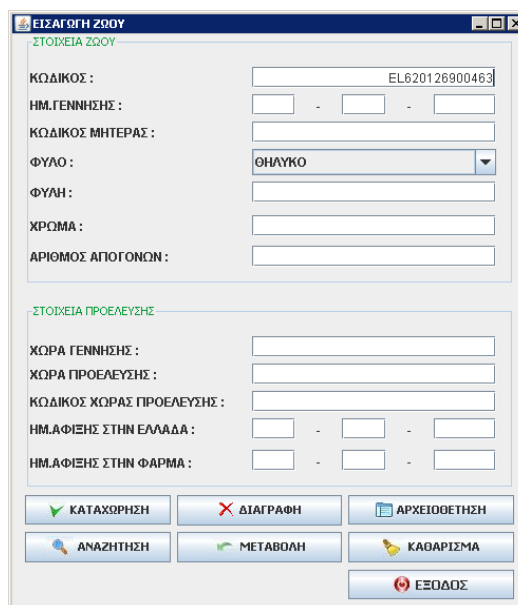 ΕΙΣΑΓΩΓΗ ΖΩΟΥ
ΣΤΟΙΧΕΙΑ ΖΩΟΥ
ΚΩΔΙΚΟΣ : EL620126900463
ΗΜ.ΓΕΝΝΗΣΗΣ : - -
ΚΩΔΙΚΟΣ ΜΗΤΕΡΑΣ :
ΦΥΛΟ : ΘΗΛΥΚΟ
ΦΥΛΗ :
ΧΡΩΜΑ :
ΑΡΙΘΜΟΣ ΑΠΟΓΟΝΩΝ :
ΣΤΟΙΧΕΙΑ ΠΡΟΕΛΕΥΣΗΣ
ΧΩΡΑ ΓΕΝΝΗΣΗΣ :
ΧΩΡΑ ΠΡΟΕΛΕΥΣΗΣ :
ΚΩΔΙΚΟΣ ΧΩΡΑΣ ΠΡΟΕΛΕΥΣΗΣ :
ΗΜ.ΑΦΙΞΗΣ ΣΤΗΝ ΕΛΛΑΔΑ : - -
ΗΜ.ΑΦΙΞΗΣ ΣΤΗΝ ΦΑΡΜΑ : - -
ΚΑΤΑΧΩΡΗΣΗ ΔΙΑΓΡΑΦΗ ΑΡΧΕΙΟΘΕΤΗΣΗ
ΑΝΑΖΗΤΗΣΗ ΜΕΤΑΒΟΛΗ ΚΑΘΑΡΙΣΜΑ
ΕΞΟΔΟΣ